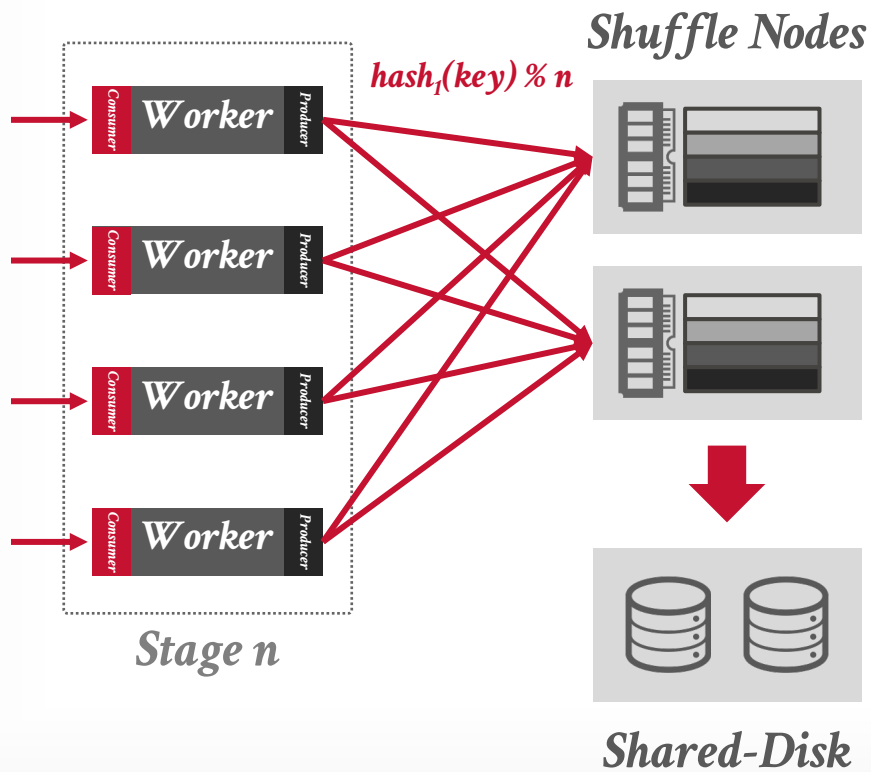 Shuffle Nodes
hash₁(key) % n
Consumer
Worker
Producer
Consumer
Worker
Producer
Consumer
Worker
Producer
Consumer
Worker
Producer
Stage n
Shared-Disk